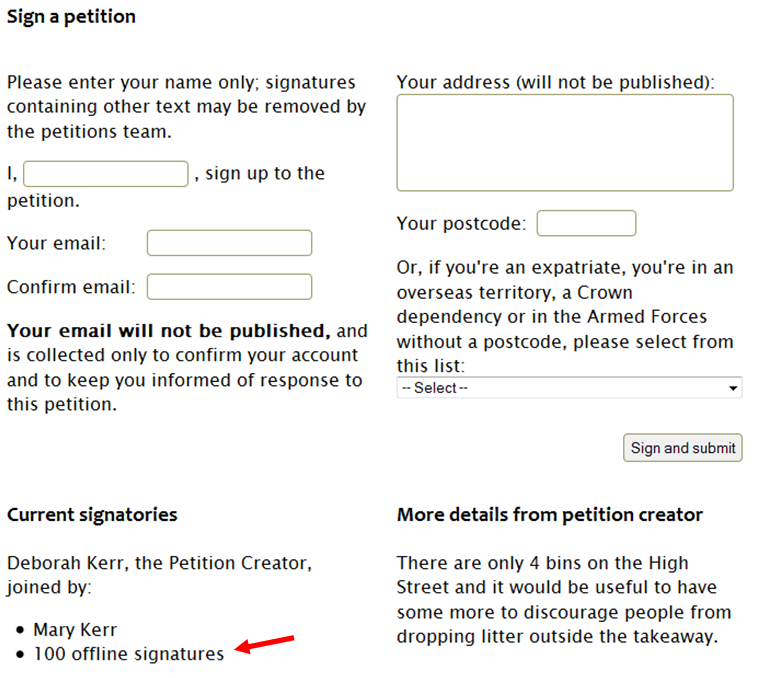 Sign a petition
Please enter your name only; signatures
containing other text may be removed by
the petitions team.
I, , sign up to the
petition.
Your email:
Confirm email:
Your email will not be published, and
is collected only to confirm your account
and to keep you informed of response to
this petition.
Your address (will not be published):
Your postcode:
Or, if you're an expatriate, you're in an
overseas territory, a Crown
dependency or in the Armed Forces
without a postcode, please select from
this list:
-- Select --
Sign and submit
Current signatories
Deborah Kerr, the Petition Creator,
joined by:
• Mary Kerr
• 100 offline signatures
More details from petition creator
There are only 4 bins on the High
Street and it would be useful to have
some more to discourage people from
dropping litter outside the takeaway.